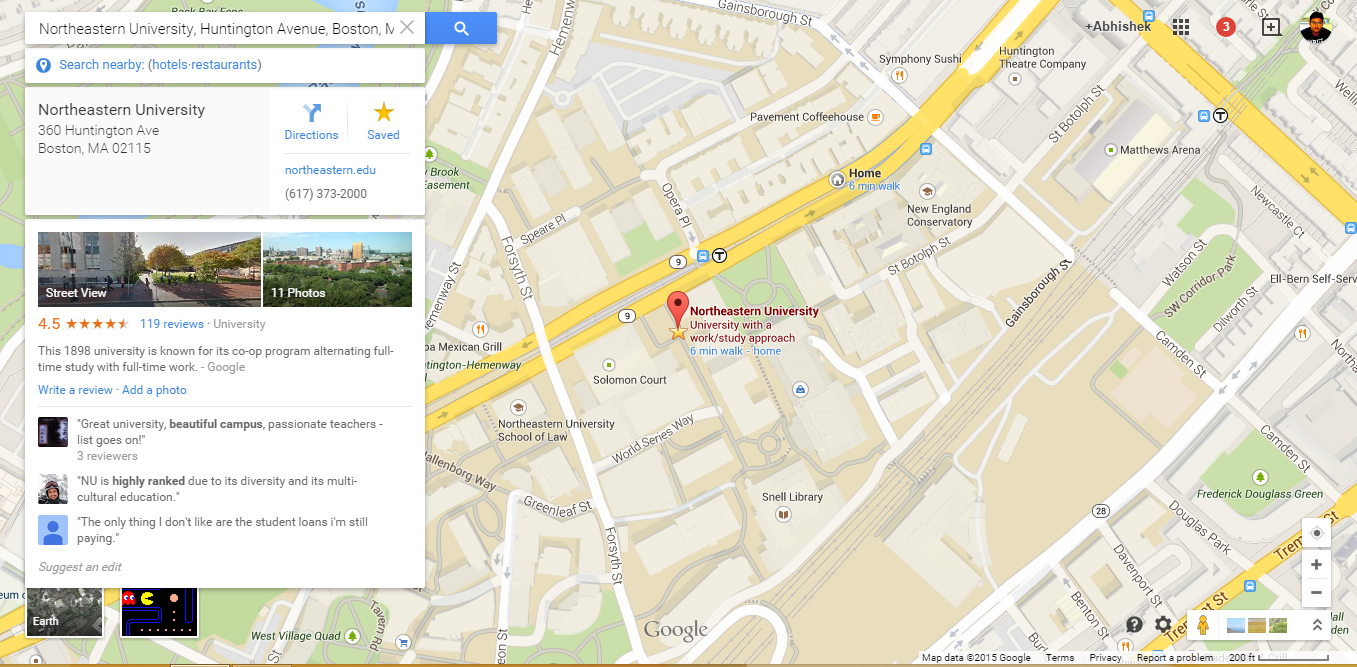 Back Bay Fens
Northeastern University, Huntington Avenue, Boston, M
Search nearby: (hotels·restaurants)
Northeastern University
360 Huntington Ave
Boston, MA 02115
Directions
Saved
northeastern.edu
(617) 373-2000
Street View
11 Photos
4.5
119 reviews · University
This 1898 university is known for its co-op program alternating full-
time study with full-time work. - Google
Write a review · Add a photo
"Great university, beautiful campus, passionate teachers -
list goes on!"
3 reviewers
"NU is highly ranked due to its diversity and its multi-
cultural education."
"The only thing I don't like are the student loans i'm still
paying."
Suggest an edit
Earth
+Abhishek
3
Gainsborough St
Hemenway
Symphony Sushi
Huntington
Theatre Company
Pavement Coffeehouse
St Botolph St
T
Matthews Arena
y Brook
Easement
Home
6 min walk
Opera Pl
New England
Conservatory
Newcastle Ct
Speare Pl
Forsyth St
9
T
St Botolph St
Watson St
SW Corridor Park
Ell-Bern Self-Serv
Hemenway St
Gainsborough St
Dilworth St
9
Northeastern University
University with a
work/study approach
6 min walk - home
pa Mexican Grill
ntington-Hemenway
Solomon Court
Camden St
Northeastern University
School of Law
World Series Way
Camden St
Hallenborg Way
Greenleaf St
Snell Library
Frederick Douglass Green
28
Douglas Park
Tremont St
Forsyth St
Davenport St
Benton St
Tavern Rd
West Village Quad
Google
Burke St
Map data ©2015 Google
Terms
Privacy
Report a problem
200 ft